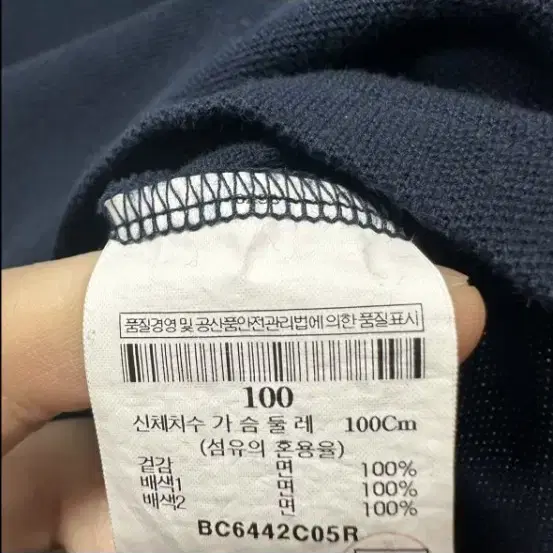 품질경영 및 공산품안전관리법에 의한 품질표시
100
신체치수 가 슴 둘 레 100Cm
(섬유의 혼용율)
겉감 면 100%
배색1 면 100%
배색2 면 100%
BC6442C05R